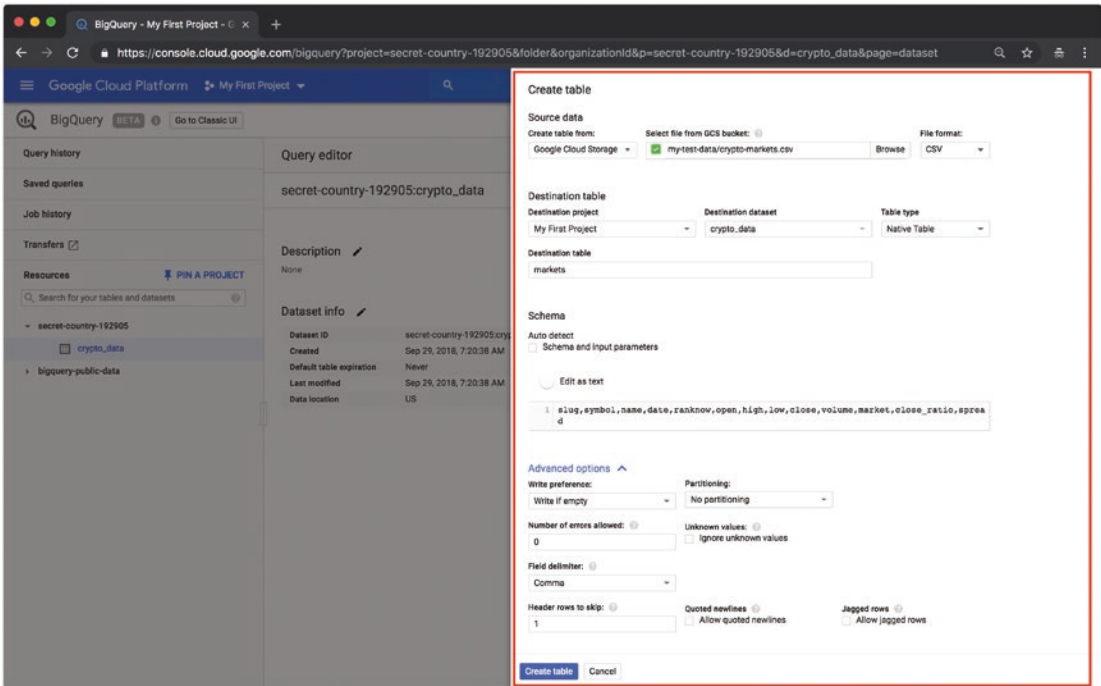 BigQuery - My First Project - G
https://console.cloud.google.com/bigquery?project=secret-country-192905&folder&organizationId&p=secret-country-192905&d=crypto_data&page=dataset
Google Cloud Platform My First Project
BigQuery BETA Go to Classic UI
Query history
Saved queries
Job history
Transfers
Resources PIN A PROJECT
Search for your tables and datasets
secret-country-192905
crypto_data
bigquery-public-data
Query editor
secret-country-192905:crypto_data
Description
None
Dataset info
Dataset ID secret-country-192905:cryp
Created Sep 29, 2018, 7:20:38 AM
Default table expiration Never
Last modified Sep 29, 2018, 7:20:38 AM
Data location US
Create table
Source data
Create table from: Select file from GCS bucket: File format:
Google Cloud Storage my-test-data/crypto-markets.csv Browse CSV
Destination table
Destination project Destination dataset Table type
My First Project crypto_data Native Table
Destination table
markets
Schema
Auto detect
Schema and input parameters
Edit as text
1 slug,symbol,name,date,ranknow,open,high,low,close,volume,market,close_ratio,sprea
d
Advanced options
Write preference: Partitioning:
Write if empty No partitioning
Number of errors allowed: Unknown values:
0 Ignore unknown values
Field delimiter:
Comma
Header rows to skip: Quoted newlines Jagged rows
1 Allow quoted newlines Allow jagged rows
Create table Cancel